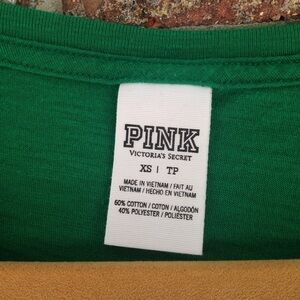 PINK
VICTORIA'S SECRET
XS | TP
MADE IN VIETNAM / FAIT AU
VIETNAM / HECHO EN VIETNAM
60% COTTON / COTON / ALGODÓN
40% POLYESTER / POLIÉSTER